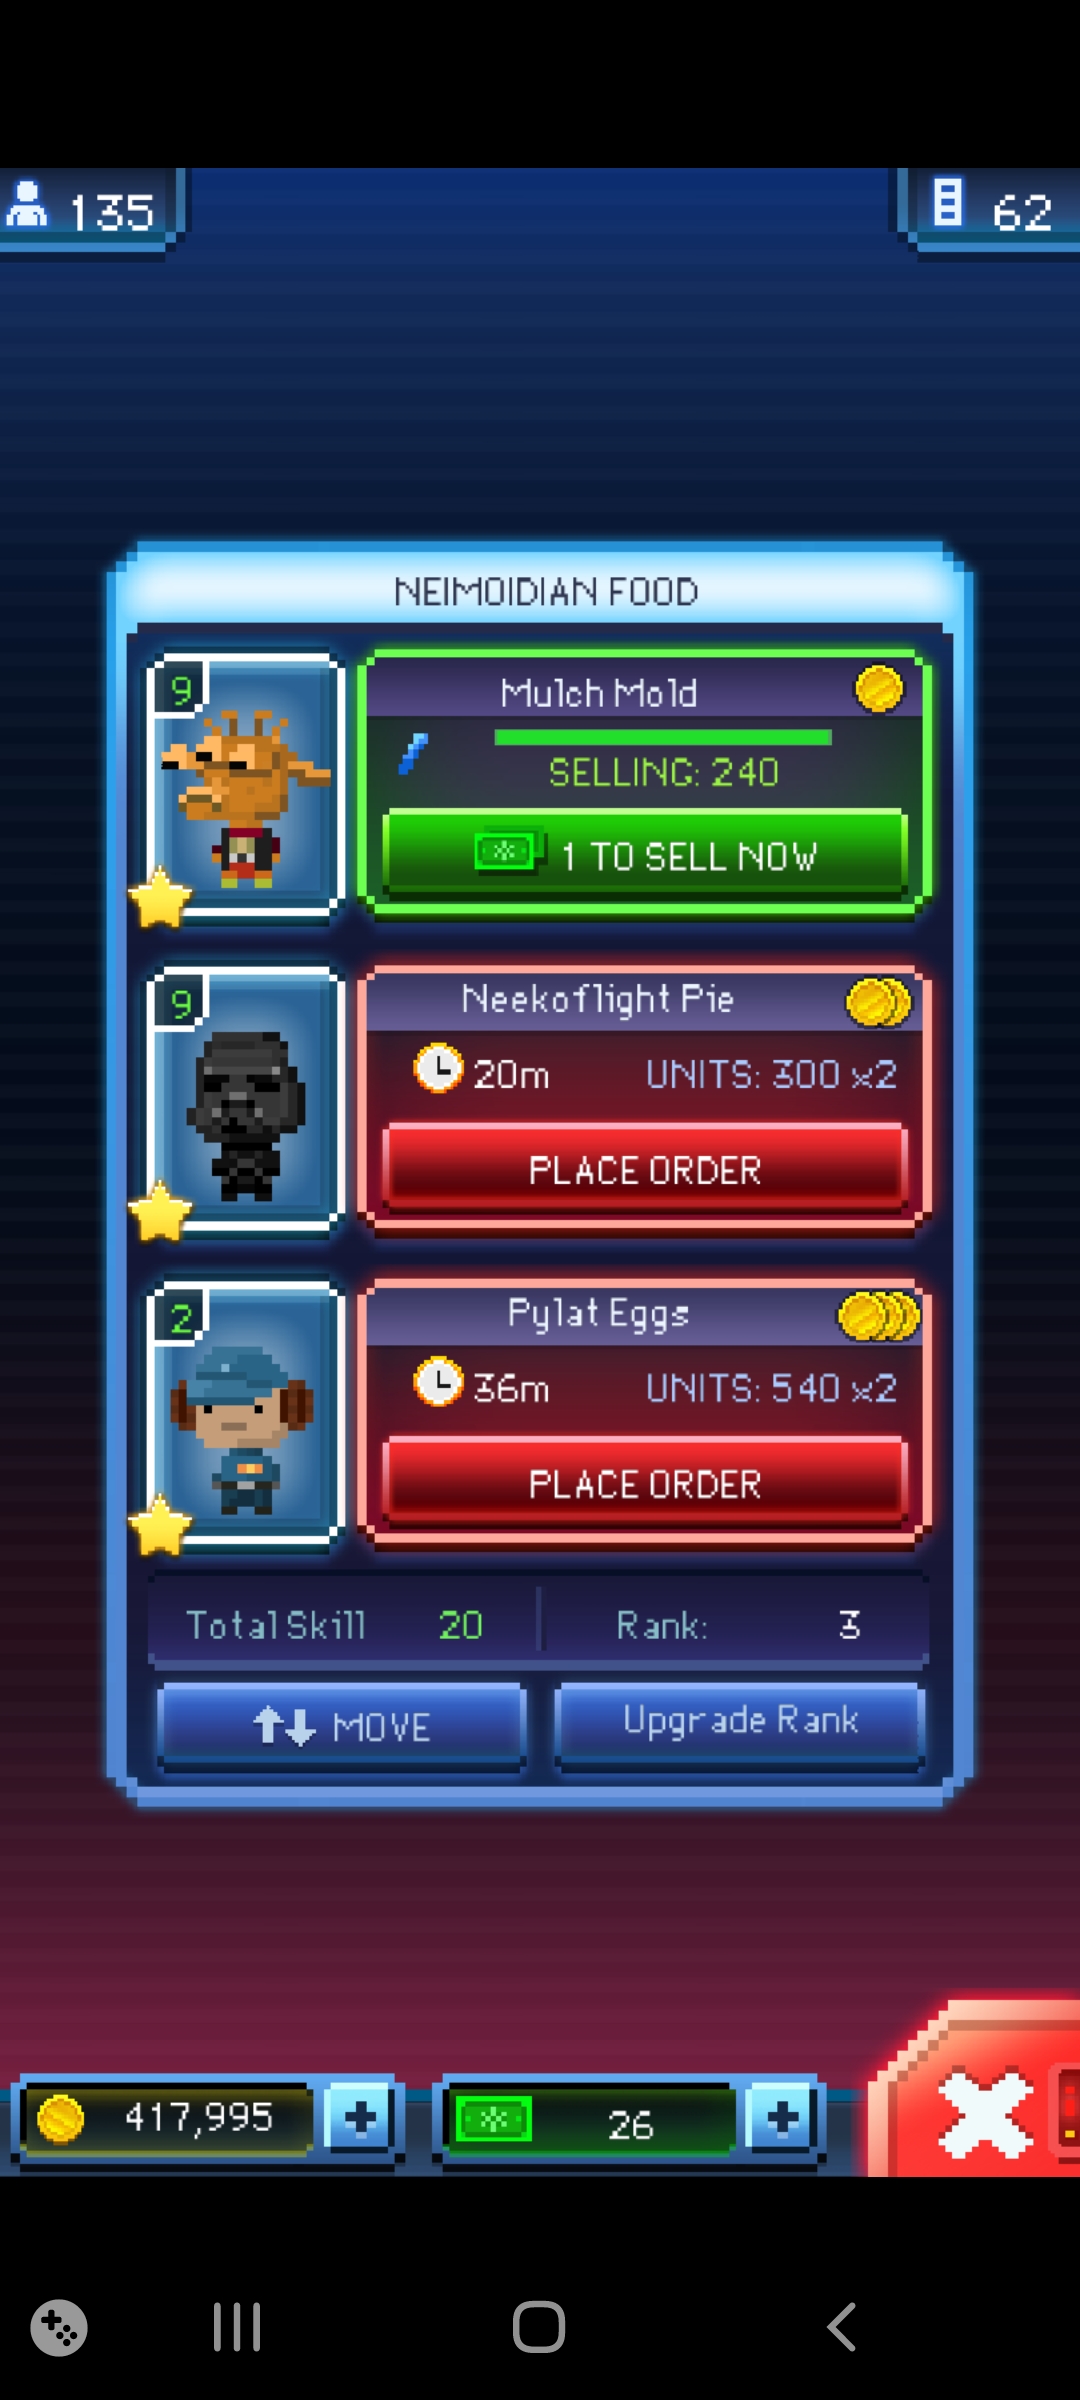 135
62
NEIMOIDIAN FOOD
9
Mulch Mold
SELLING: 240
1 TO SELL NOW
9
Neekoflight Pie
20m UNITS: 300 x2
PLACE ORDER
2
Pylat Eggs
36m UNITS: 540 x2
PLACE ORDER
Total Skill 20 Rank: 3
MOVE Upgrade Rank
417,995 26